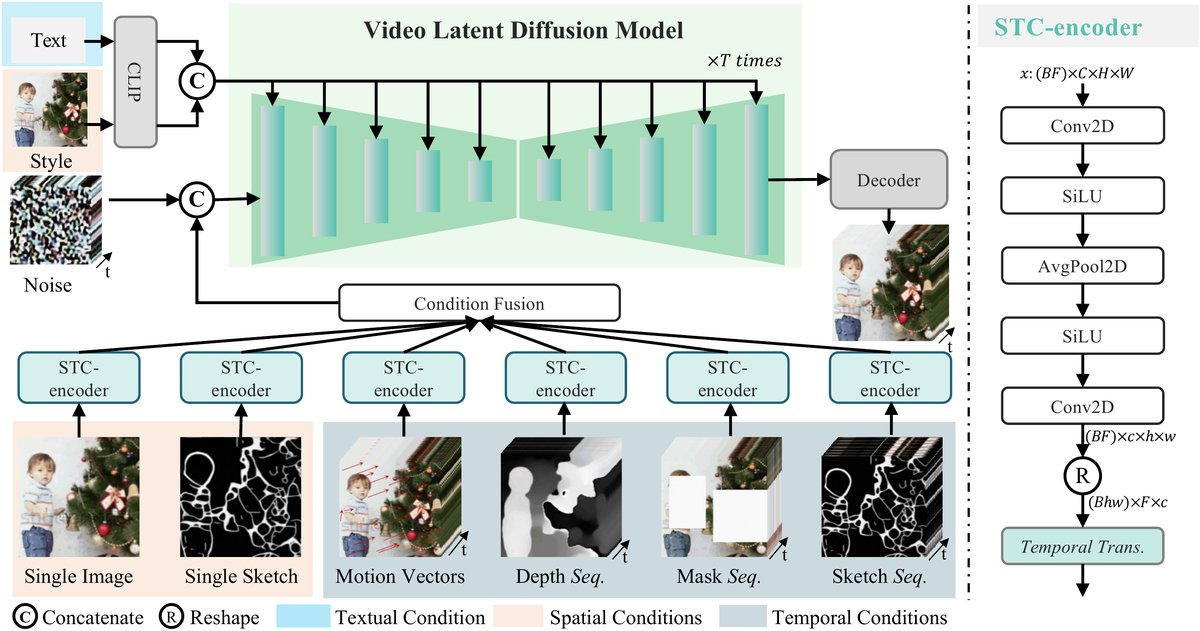 Text
Style
Noise
t
CLIP
C
C
Video Latent Diffusion Model
×T times
Decoder
t
Condition Fusion
STC-
encoder
STC-
encoder
STC-
encoder
STC-
encoder
STC-
encoder
STC-
encoder
t
t
t
t
Single Image
Single Sketch
Motion Vectors
Depth Seq.
Mask Seq.
Sketch Seq.
C Concatenate
R Reshape
Textual Condition
Spatial Conditions
Temporal Conditions
STC-encoder
x: (BF)×C×H×W
Conv2D
SiLU
AvgPool2D
SiLU
Conv2D
(BF)×c×h×w
R
(Bhw)×F×c
Temporal Trans.